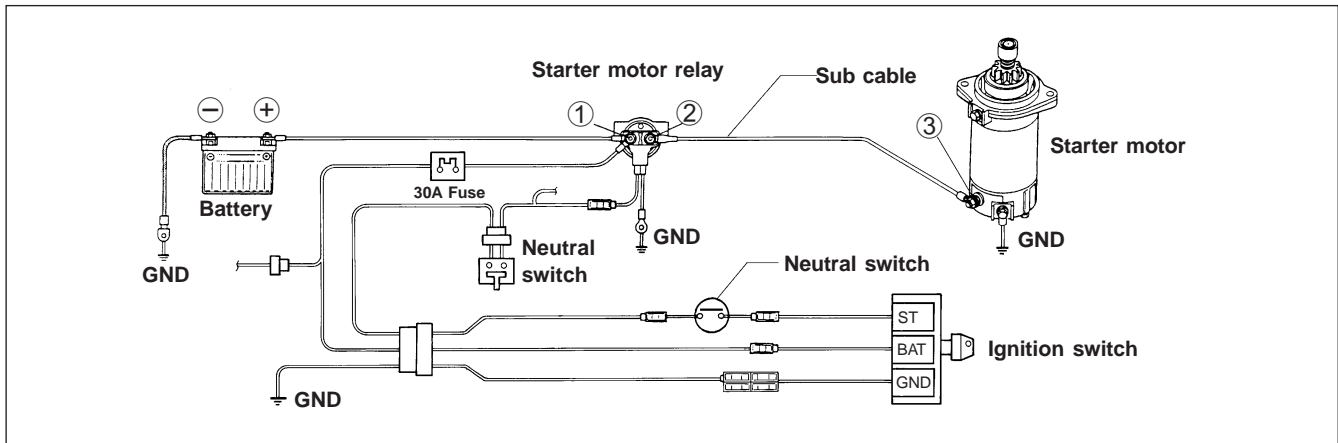 Starter motor relay
Sub cable
− +
1 2
3
Starter motor
30A Fuse
Battery
GND
GND
GND
Neutral
switch
Neutral switch
ST
BAT
GND
Ignition switch
GND